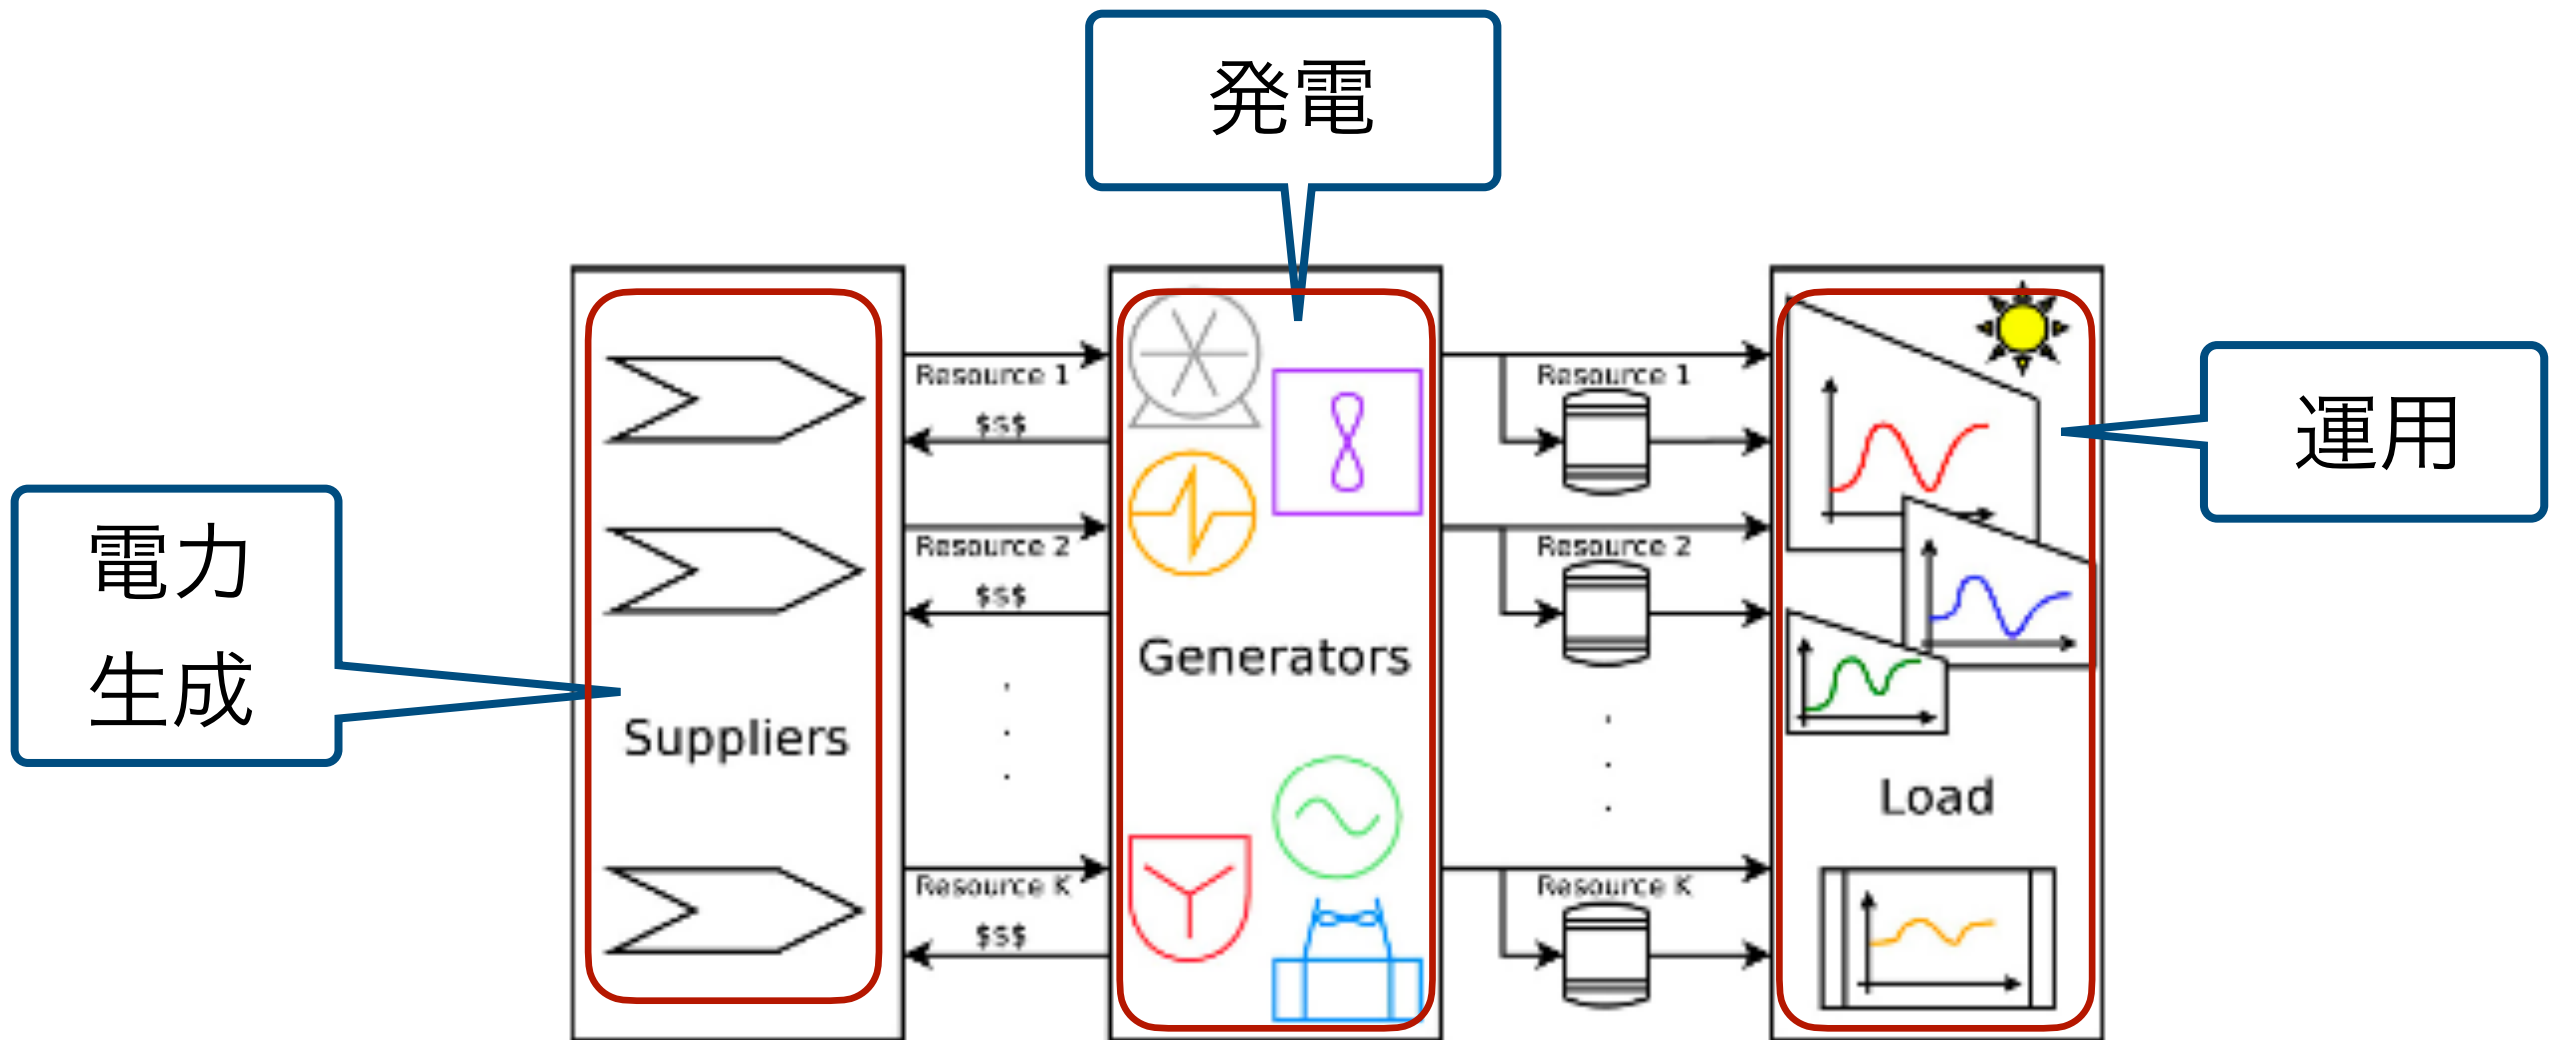 発電
運用
電力
生成
Resource 1
$$$
Resource 2
$$$
Resource K
$$$
Suppliers
Generators
Resource 1
Resource 2
Resource K
Load